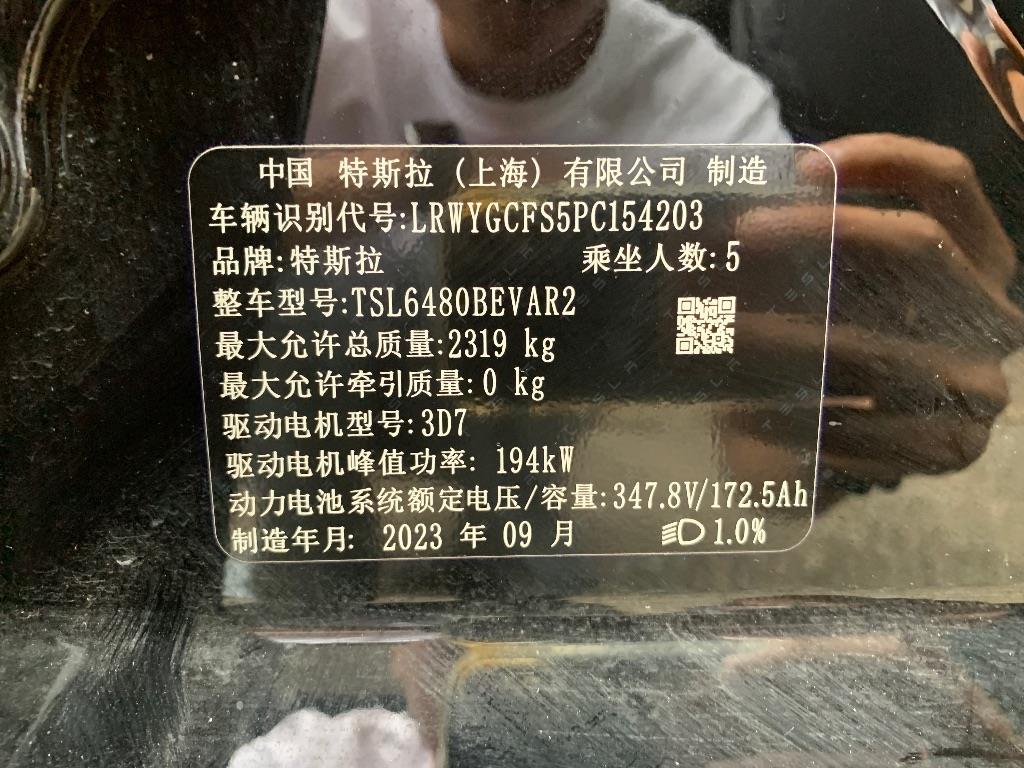 中国 特斯拉 (上海) 有限公司 制造
车辆识别代号:LRWYGCFS5PC154203
品牌:特斯拉 乘坐人数:5
整车型号:TSL6480BEVAR2
最大允许总质量:2319 kg
最大允许牵引质量:0 kg
驱动电机型号:3D7
驱动电机峰值功率: 194kW
动力电池系统额定电压/容量:347.8V/172.5Ah
制造年月: 2023 年 09 月 1.0%